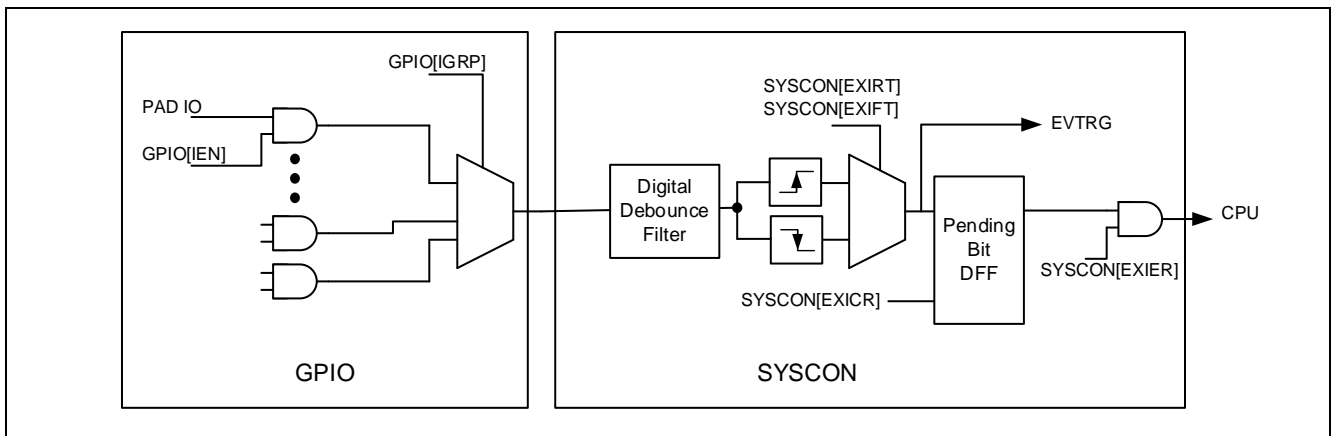 GPIO[IGRP]
PAD IO
GPIO[IEN]
GPIO
SYSCON[EXIRT]
SYSCON[EXIFT]
EVTRG
Digital
Debounce
Filter
Pending
Bit
DFF
CPU
SYSCON[EXIER]
SYSCON[EXICR]
SYSCON